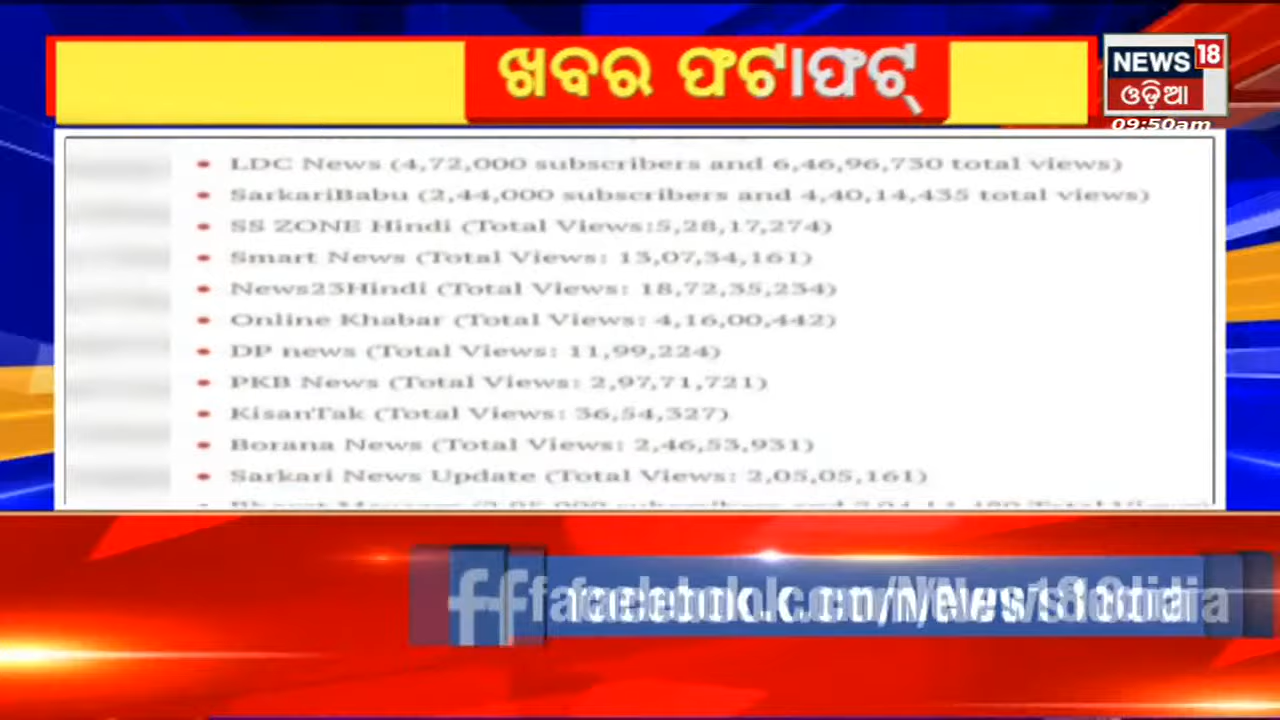 ଖବର ଫଟାଫଟ୍
NEWS 18
ଓଡ଼ିଆ
09:50am
LDC News (4,72,000 subscribers and 6,46,96,730 total views)
SarkariBabu (2,44,000 subscribers and 4,40,14,435 total views)
SS ZONE Hindi (Total Views:5,28,17,274)
Smart News (Total Views: 13,07,34,161)
News23Hindi (Total Views: 18,72,35,234)
Online Khabar (Total Views: 4,16,00,442)
DP news (Total Views: 11,99,224)
PKB News (Total Views: 2,97,71,721)
KisanTak (Total Views: 36,54,327)
Borana News (Total Views: 2,46,53,931)
Sarkari News Update (Total Views: 2,05,05,161)